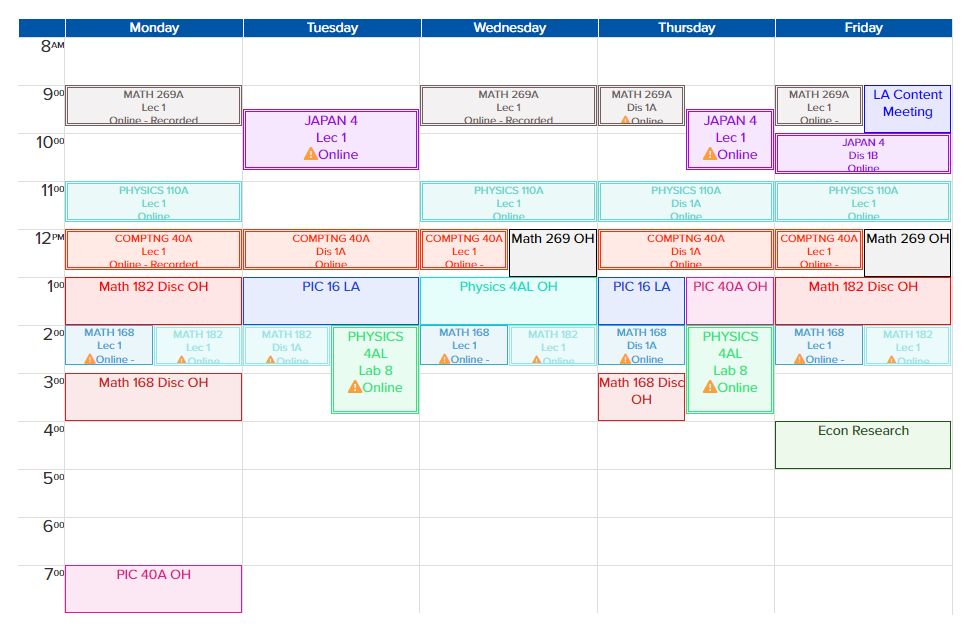 Monday Tuesday Wednesday Thursday Friday
8AM
900
MATH 269A
Lec 1
Online - Recorded
MATH 269A
Lec 1
Online - Recorded
MATH 269A
Dis 1A
Online
MATH 269A
Lec 1
Online -
LA Content
Meeting
JAPAN 4
Lec 1
Online
JAPAN 4
Lec 1
Online
1000
JAPAN 4
Dis 1B
Online
1100
PHYSICS 110A
Lec 1
Online
PHYSICS 110A
Lec 1
Online
PHYSICS 110A
Dis 1A
Online
PHYSICS 110A
Lec 1
Online
12PM
COMPTNG 40A
Lec 1
Online - Recorded
COMPTNG 40A
Dis 1A
Online
COMPTNG 40A
Lec 1
Online -
Math 269 OH
COMPTNG 40A
Dis 1A
Online
COMPTNG 40A
Lec 1
Online -
Math 269 OH
100
Math 182 Disc OH
PIC 16 LA
Physics 4AL OH
PIC 16 LA
PIC 40A OH
Math 182 Disc OH
200
MATH 168
Lec 1
Online -
MATH 182
Lec 1
Online
MATH 182
Dis 1A
Online
PHYSICS
4AL
Lab 8
Online
MATH 168
Lec 1
Online -
MATH 182
Lec 1
Online
MATH 168
Dis 1A
Online
PHYSICS
4AL
Lab 8
Online
MATH 168
Lec 1
Online -
MATH 182
Lec 1
Online
300
Math 168 Disc OH
Math 168 Disc
OH
400
Econ Research
500
600
700
PIC 40A OH